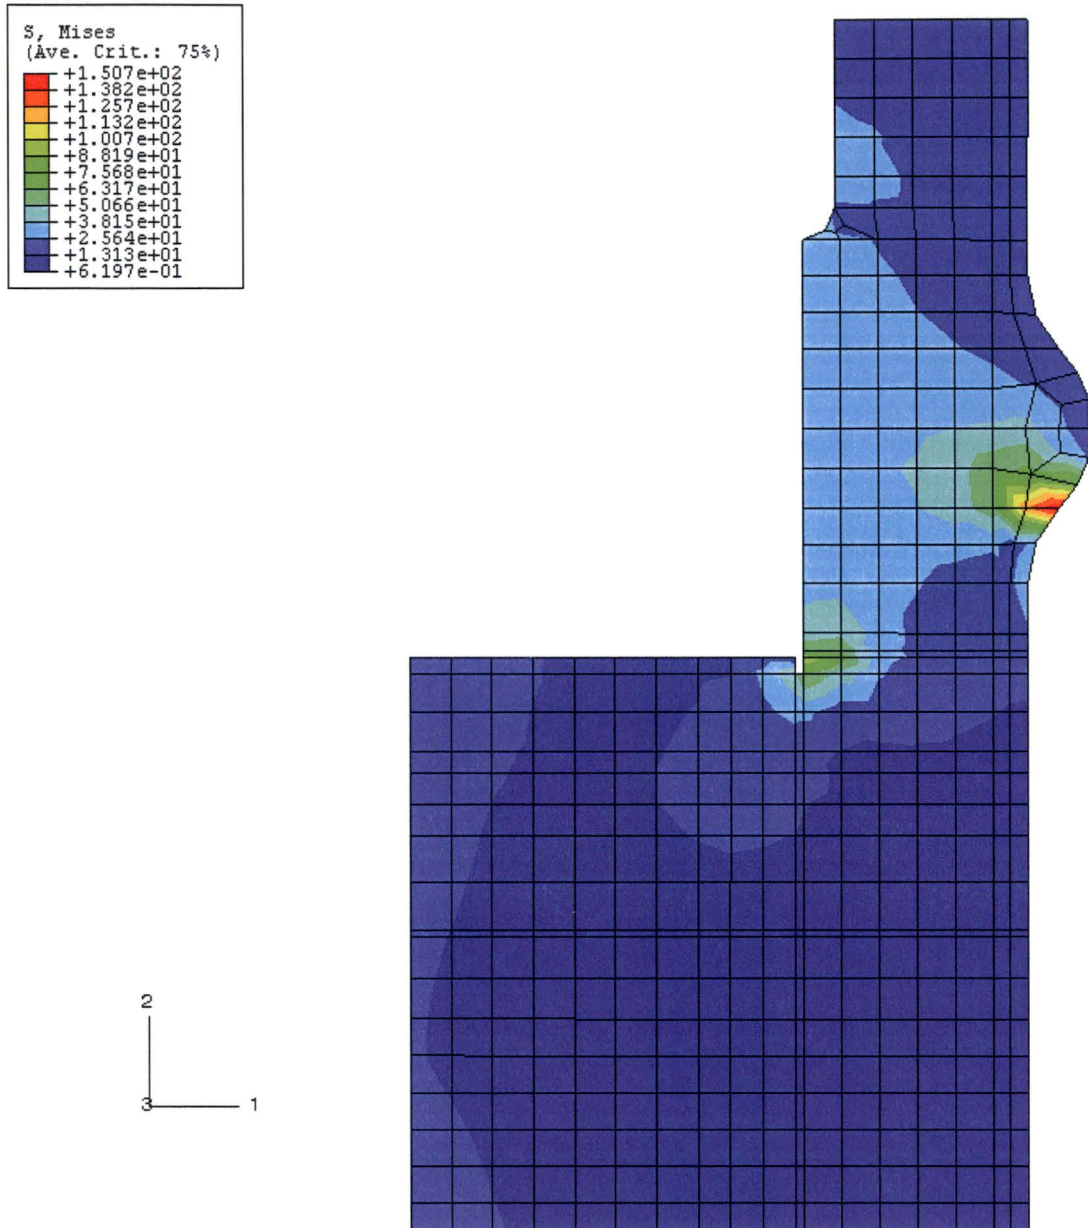 S, Mises
(Ave. Crit.: 75%)
+1.507e+02
+1.382e+02
+1.257e+02
+1.132e+02
+1.007e+02
+8.819e+01
+7.568e+01
+6.317e+01
+5.066e+01
+3.815e+01
+2.564e+01
+1.313e+01
+6.197e-01
2
3
1